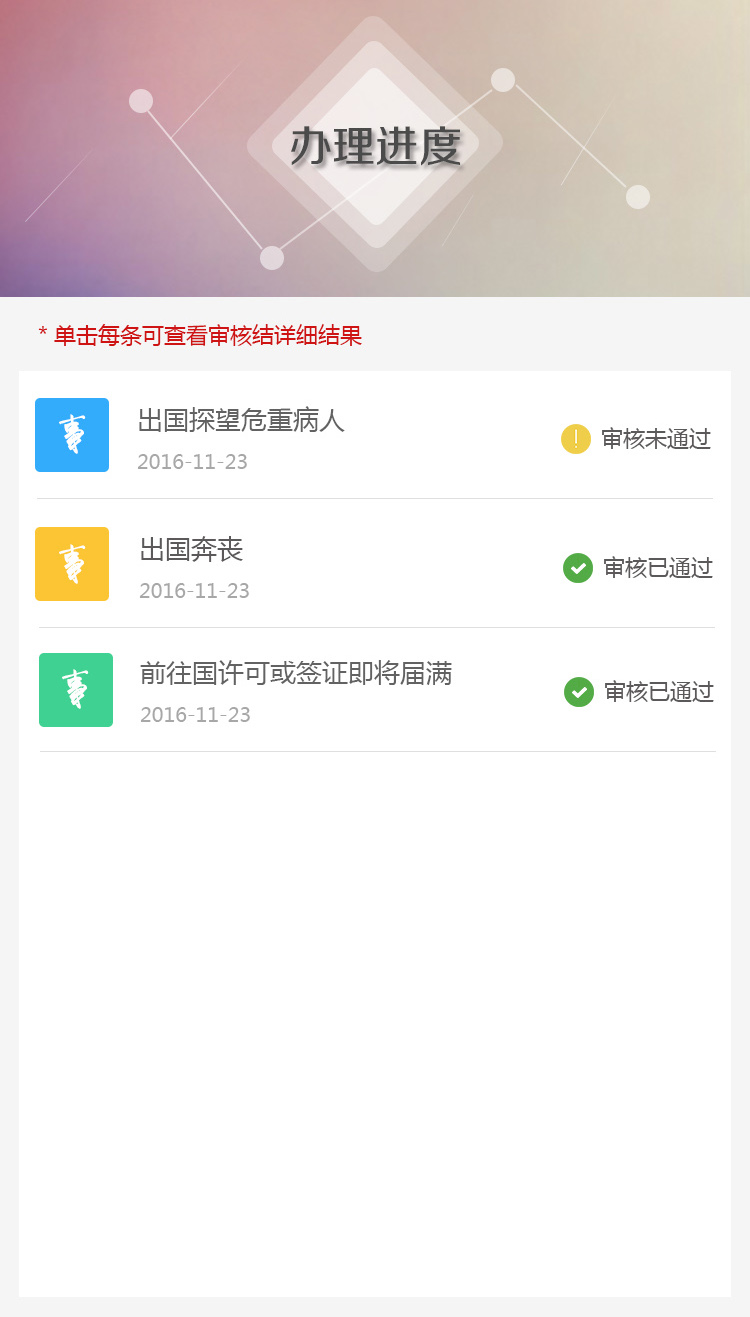 办理进度
* 单击每条可查看审核结详细结果
事
出国探望危重病人
2016-11-23
审核未通过
事
出国奔丧
2016-11-23
审核已通过
事
前往国许可或签证即将届满
2016-11-23
审核已通过